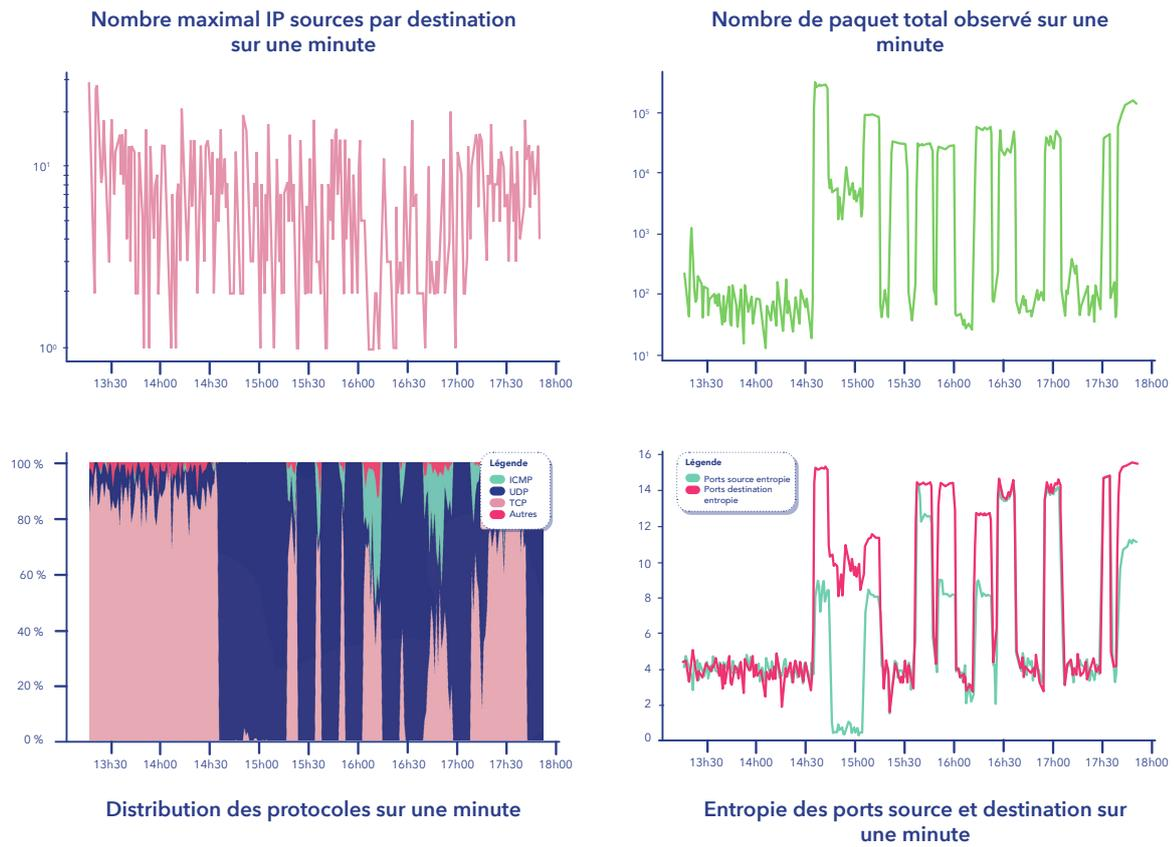 Nombre maximal IP sources par destination
sur une minute
10¹
10⁰
13h30 14h00 14h30 15h00 15h30 16h00 16h30 17h00 17h30 18h00
Nombre de paquet total observé sur une
minute
10⁵
10⁴
10³
10²
10¹
13h30 14h00 14h30 15h00 15h30 16h00 16h30 17h00 17h30 18h00
100 %
80 %
60 %
40 %
20 %
0 %
Légende
ICMP
UDP
TCP
Autres
13h30 14h00 14h30 15h00 15h30 16h00 16h30 17h00 17h30 18h00
Distribution des protocoles sur une minute
16
14
12
10
8
6
4
2
0
Légende
Ports source entropie
Ports destination
entropie
13h30 14h00 14h30 15h00 15h30 16h00 16h30 17h00 17h30 18h00
Entropie des ports source et destination sur
une minute